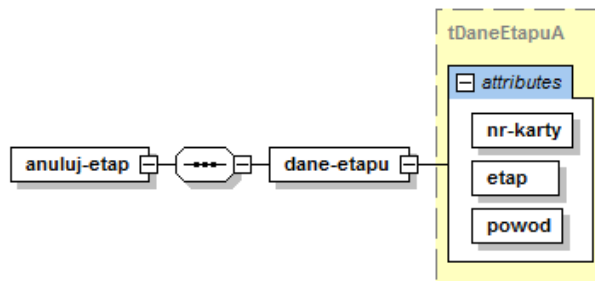 tDaneEtapuA
attributes
nr-karty
anuluj-etap
dane-etapu
etap
powod